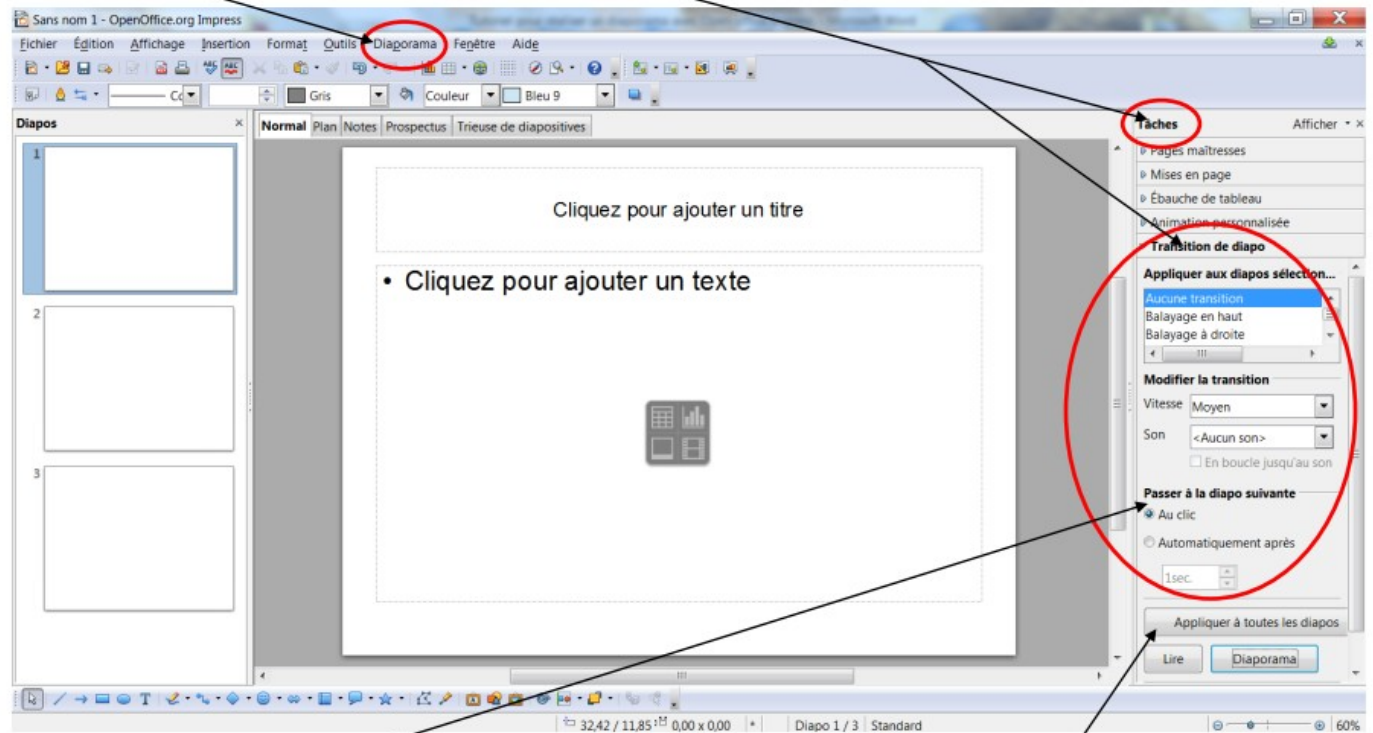 Sans nom 1 - OpenOffice.org Impress
Fichier Édition Affichage Insertion Format Outils Diaporama Fenêtre Aide
Gris Couleur Bleu 9
Diapos
Normal Plan Notes Prospectus Trieuse de diapositives
Tâches Afficher
1
2
3
Cliquez pour ajouter un titre
• Cliquez pour ajouter un texte
Pages maîtresses
Mises en page
Ébauche de tableau
Animation personnalisée
Transition de diapo
Appliquer aux diapos sélection...
Aucune transition
Balayage en haut
Balayage à droite
Modifier la transition
Vitesse Moyen
Son <Aucun son>
En boucle jusqu'au son
Passer à la diapo suivante
Au clic
Automatiquement après
1sec.
Appliquer à toutes les diapos
Lire Diaporama
32,42 / 11,85 0,00 x 0,00 * Diapo 1 / 3 Standard 60%